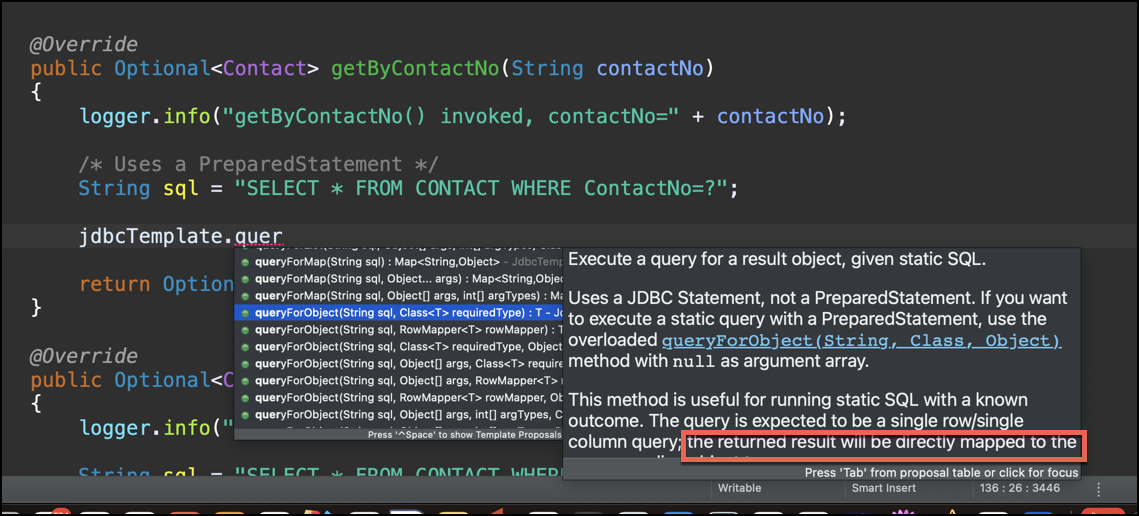 @Override
public Optional<Contact> getByContactNo(String contactNo)
{
logger.info("getByContactNo() invoked, contactNo=" + contactNo);
/* Uses a PreparedStatement */
String sql = "SELECT * FROM CONTACT WHERE ContactNo=?";
jdbcTemplate.quer
queryForMap(String sql) : Map<String,Object> - JdbcTemp
queryForMap(String sql, Object... args) : Map<String,Obje
queryForMap(String sql, Object[] args, int[] argTypes) : Ma
queryForObject(String sql, Class<T> requiredType) : T - Jd
queryForObject(String sql, RowMapper<T> rowMapper) : T
queryForObject(String sql, Class<T> requiredType, Object
queryForObject(String sql, Object[] args, Class<T> require
queryForObject(String sql, Object[] args, RowMapper<T> r
queryForObject(String sql, RowMapper<T> rowMapper, Ob
queryForObject(String sql, Object[] args, int[] argTypes, C
Press '^Space' to show Template Proposals
Execute a query for a result object, given static SQL.
Uses a JDBC Statement, not a PreparedStatement. If you want
to execute a static query with a PreparedStatement, use the
overloaded queryForObject(String, Class, Object)
method with null as argument array.
This method is useful for running static SQL with a known
outcome. The query is expected to be a single row/single
column query; the returned result will be directly mapped to the
Press 'Tab' from proposal table or click for focus
return Option
}
@Override
public Optional<C
{
logger.info("
String sql = "SELECT * FROM CONTACT WHERE
Writable
Smart Insert
136 : 26 : 3446